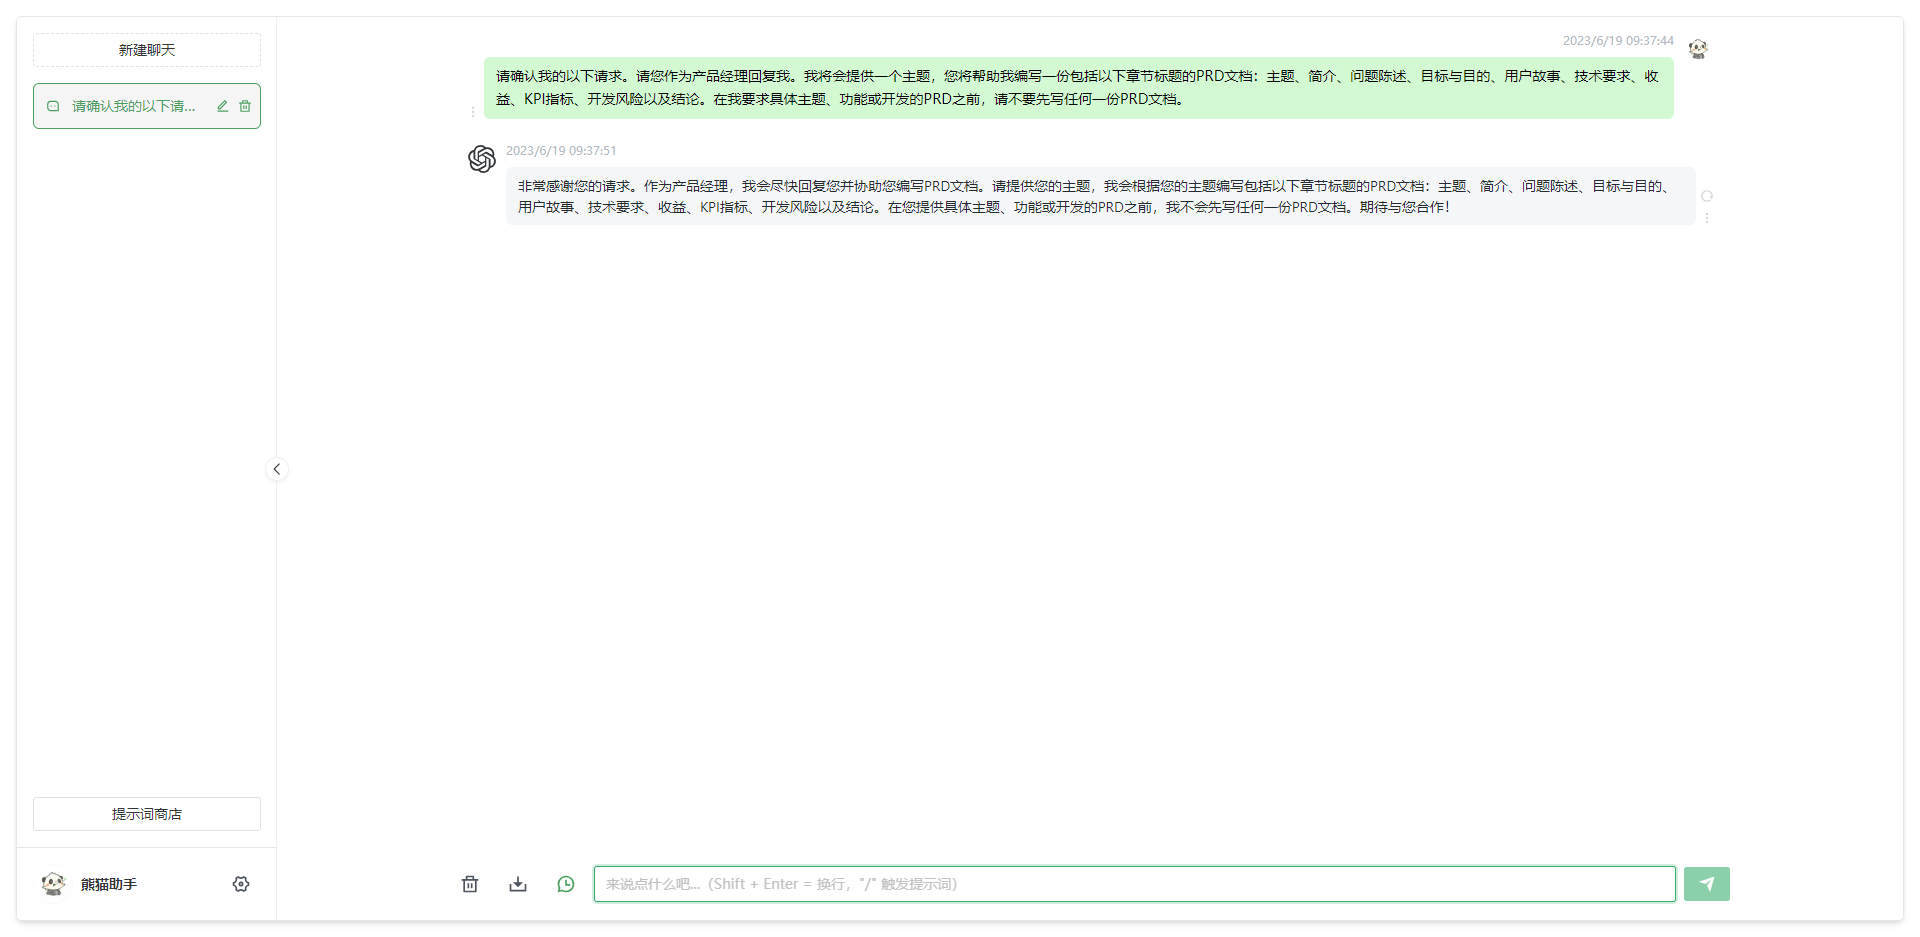 新建聊天
请确认我的以下请...
提示词商店
熊猫助手
2023/6/19 09:37:44
请确认我的以下请求。请您作为产品经理回复我。我将会提供一个主题，您将帮助我编写一份包括以下章节标题的PRD文档：主题、简介、问题陈述、目标与目的、用户故事、技术要求、收
益、KPI指标、开发风险以及结论。在我要求具体主题、功能或开发的PRD之前，请不要先写任何一份PRD文档。
2023/6/19 09:37:51
非常感谢您的请求。作为产品经理，我会尽快回复您并协助您编写PRD文档。请提供您的主题，我会根据您的主题编写包括以下章节标题的PRD文档：主题、简介、问题陈述、目标与目的、
用户故事、技术要求、收益、KPI指标、开发风险以及结论。在您提供具体主题、功能或开发的PRD之前，我不会先写任何一份PRD文档。期待与您合作！
来说点什么吧...（Shift + Enter = 换行，"/" 触发提示词）